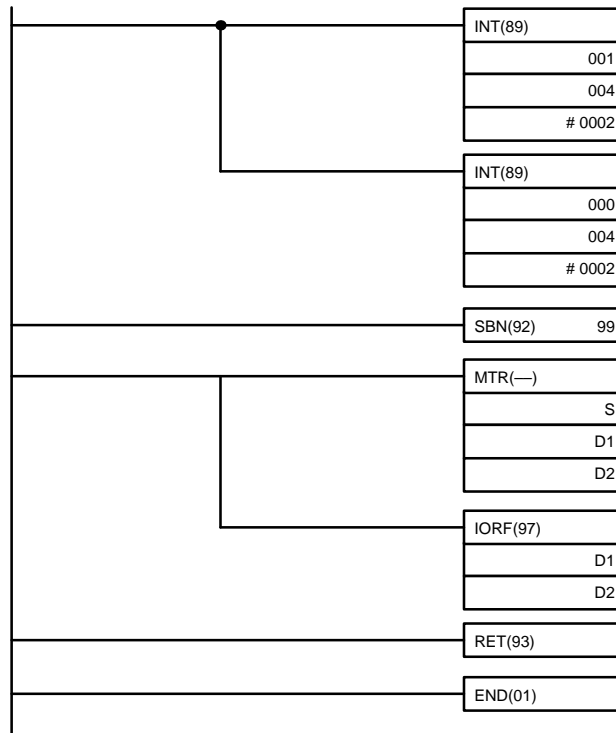 INT(89)
001
004
# 0002
INT(89)
000
004
# 0002
SBN(92) 99
MTR(—)
S
D1
D2
IORF(97)
D1
D2
RET(93)
END(01)